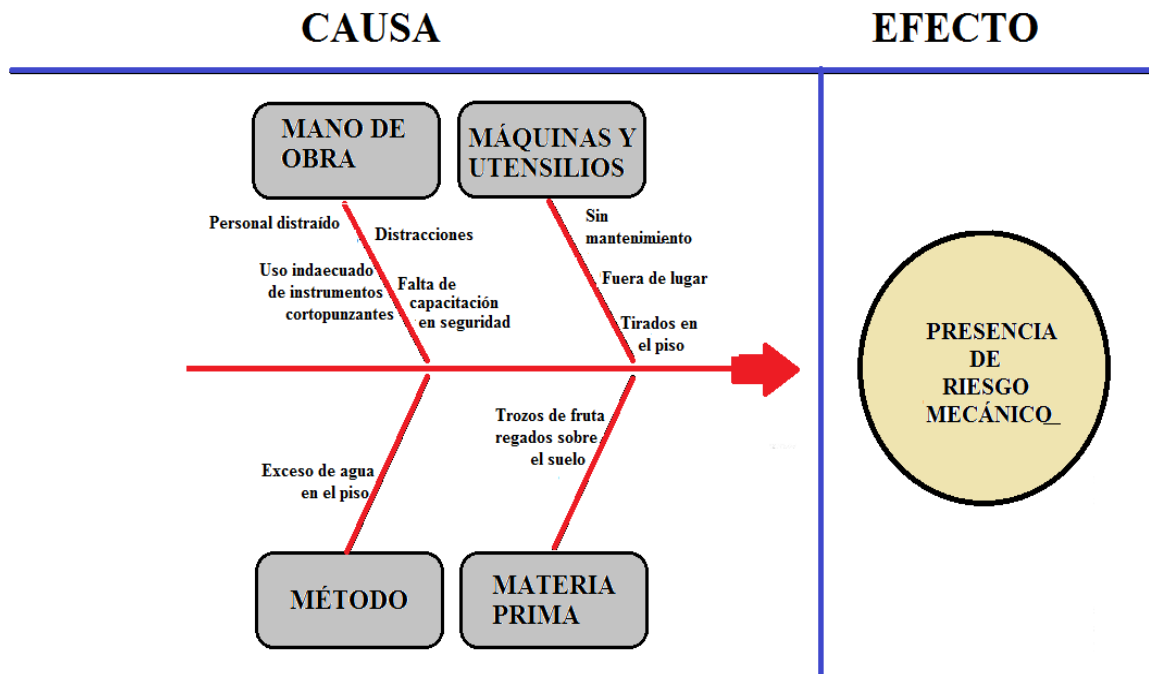 CAUSA
EFECTO
MANO DE
OBRA
MÁQUINAS Y
UTENSILIOS
Personal distraído
Distracciones
Uso indaecuado
de instrumentos
cortopunzantes
Falta de
capacitación
en seguridad
Sin
mantenimiento
Fuera de lugar
Tirados en
el piso
PRESENCIA
DE
RIESGO
MECÁNICO_
Exceso de agua
en el piso
Trozos de fruta
regados sobre
el suelo
MÉTODO
MATERIA
PRIMA